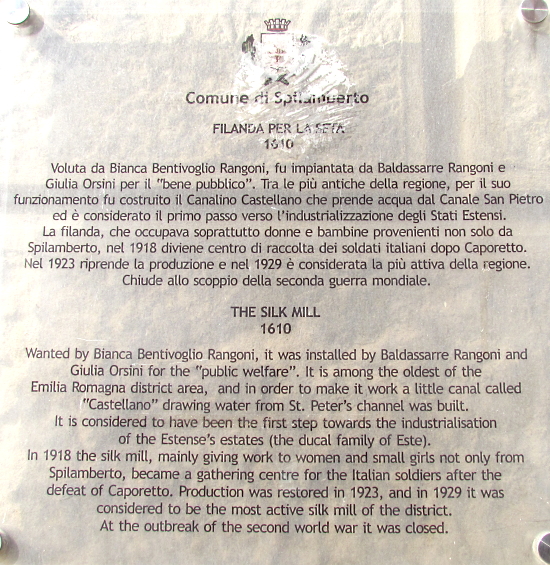 Comune di Spilamberto
FILANDA PER LA SETA
1610
Voluta da Bianca Bentivoglio Rangoni, fu impiantata da Baldassarre Rangoni e
Giulia Orsini per il "bene pubblico". Tra le più antiche della regione, per il suo
funzionamento fu costruito il Canalino Castellano che prende acqua dal Canale San Pietro
ed è considerato il primo passo verso l'industrializzazione degli Stati Estensi.
La filanda, che occupava soprattutto donne e bambine provenienti non solo da
Spilamberto, nel 1918 diviene centro di raccolta dei soldati italiani dopo Caporetto.
Nel 1923 riprende la produzione e nel 1929 è considerata la più attiva della regione.
Chiude allo scoppio della seconda guerra mondiale.
THE SILK MILL
1610
Wanted by Bianca Bentivoglio Rangoni, it was installed by Baldassarre Rangoni and
Giulia Orsini for the "public welfare". It is among the oldest of the
Emilia Romagna district area, and in order to make it work a little canal called
"Castellano" drawing water from St. Peter's channel was built.
It is considered to have been the first step towards the industrialisation
of the Estense's estates (the ducal family of Este).
In 1918 the silk mill, mainly giving work to women and small girls not only from
Spilamberto, became a gathering centre for the Italian soldiers after the
defeat of Caporetto. Production was restored in 1923, and in 1929 it was
considered to be the most active silk mill of the district.
At the outbreak of the second world war it was closed.